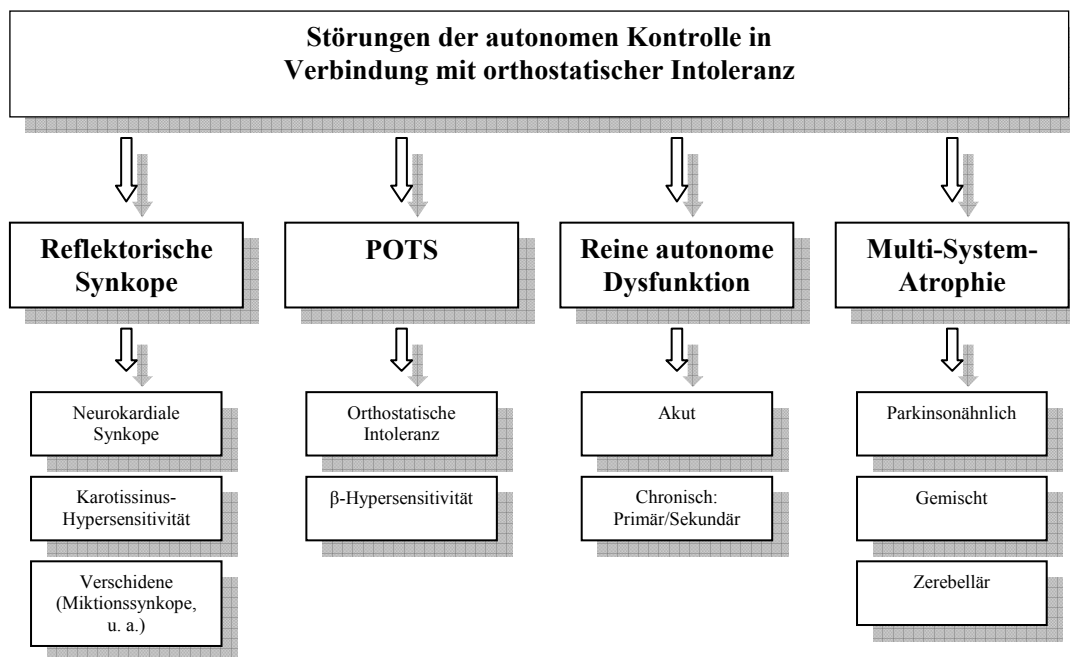 Störungen der autonomen Kontrolle in
Verbindung mit orthostatischer Intoleranz
Reflektorische
Synkope
POTS
Reine autonome
Dysfunktion
Multi-System-
Atrophie
Neurokardiale
Synkope
Orthostatische
Intoleranz
Akut
Parkinsonähnlich
Karotissinus-
Hypersensitivität
β-Hypersensitivität
Chronisch:
Primär/Sekundär
Gemischt
Verschidene
(Miktionssynkope,
u. a.)
Zerebellär